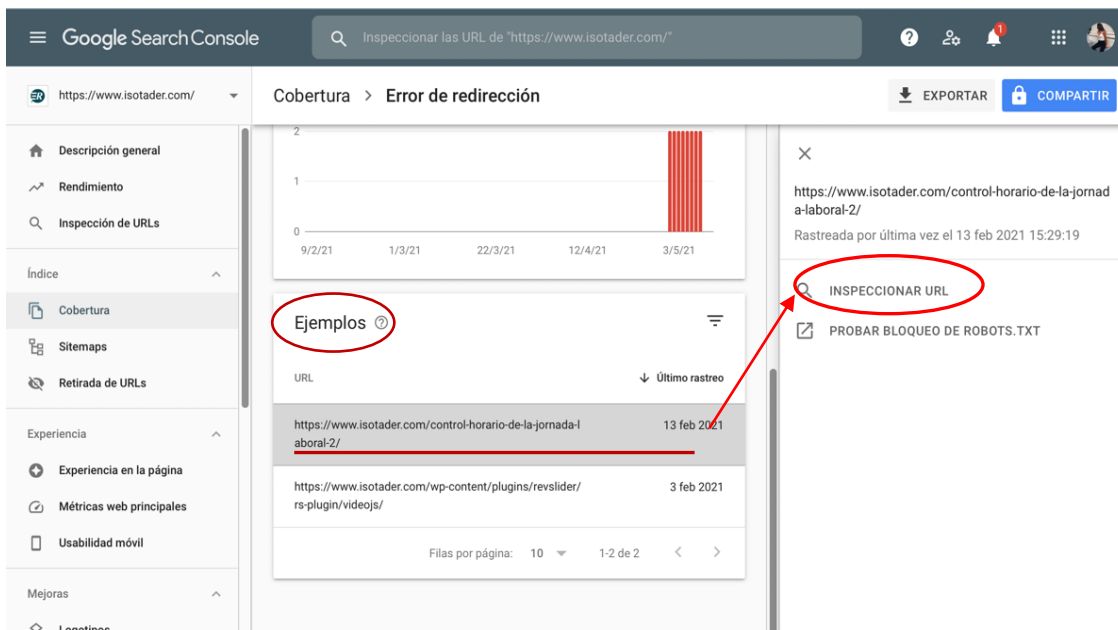 Google Search Console
Inspeccionar las URL de "https://www.isotader.com/"
1
https://www.isotader.com/
Cobertura > Error de redirección
EXPORTAR
COMPARTIR
Descripción general
Rendimiento
Inspección de URLs
Índice
Cobertura
Sitemaps
Retirada de URLs
Experiencia
Experiencia en la página
Métricas web principales
Usabilidad móvil
Mejoras
Logotipos
2
1
0
9/2/21 1/3/21 22/3/21 12/4/21 3/5/21
Ejemplos
URL Último rastreo
https://www.isotader.com/control-horario-de-la-jornada-l 13 feb 2021
aboral-2/
https://www.isotader.com/wp-content/plugins/revslider/ 3 feb 2021
rs-plugin/videojs/
Filas por página: 10 1-2 de 2
https://www.isotader.com/control-horario-de-la-jornad
a-laboral-2/
Rastreada por última vez el 13 feb 2021 15:29:19
INSPECCIONAR URL
PROBAR BLOQUEO DE ROBOTS.TXT